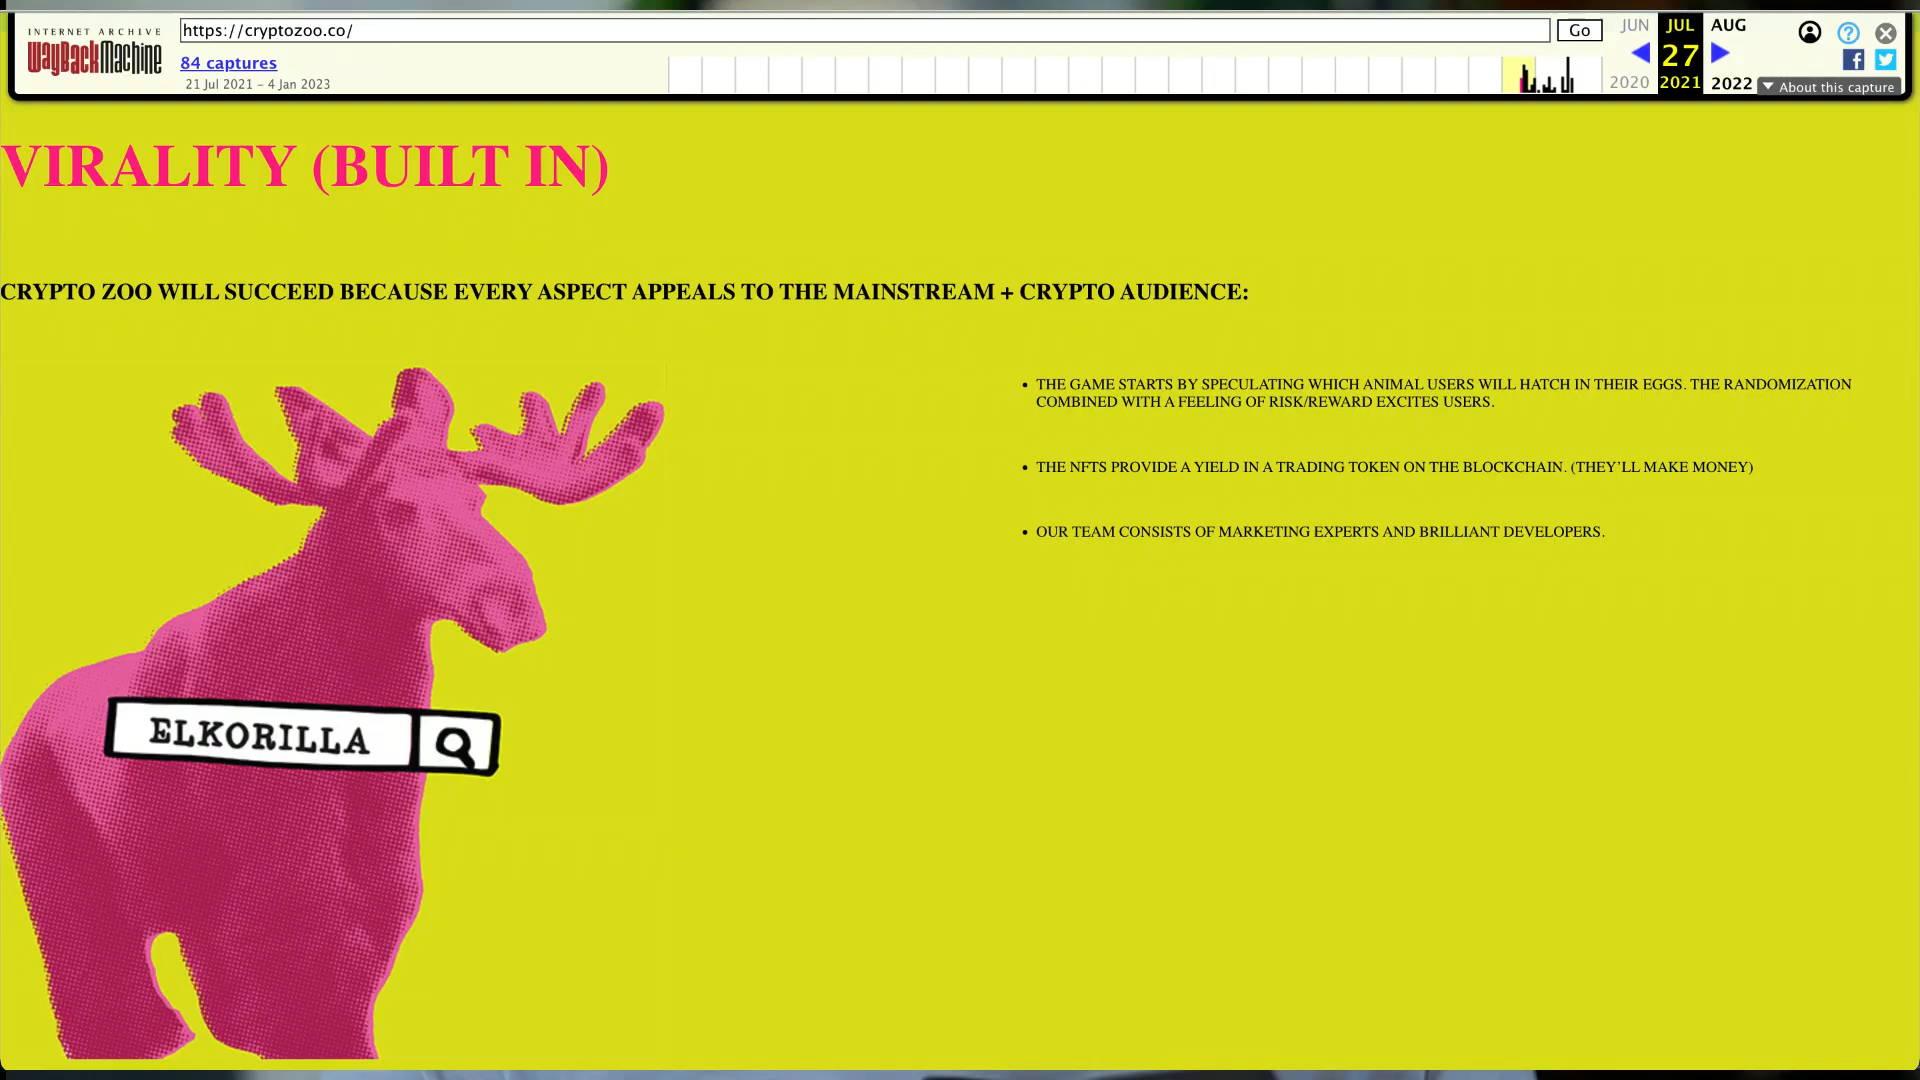 INTERNET ARCHIVE
WayBackMachine
https://cryptozoo.co/
Go
84 captures
21 Jul 2021 – 4 Jan 2023
JUN JUL AUG
27
2020 2021 2022
About this capture
VIRALITY (BUILT IN)
CRYPTO ZOO WILL SUCCEED BECAUSE EVERY ASPECT APPEALS TO THE MAINSTREAM + CRYPTO AUDIENCE:
• THE GAME STARTS BY SPECULATING WHICH ANIMAL USERS WILL HATCH IN THEIR EGGS. THE RANDOMIZATION
COMBINED WITH A FEELING OF RISK/REWARD EXCITES USERS.
• THE NFTS PROVIDE A YIELD IN A TRADING TOKEN ON THE BLOCKCHAIN. (THEY’LL MAKE MONEY)
• OUR TEAM CONSISTS OF MARKETING EXPERTS AND BRILLIANT DEVELOPERS.
ELKORILLA